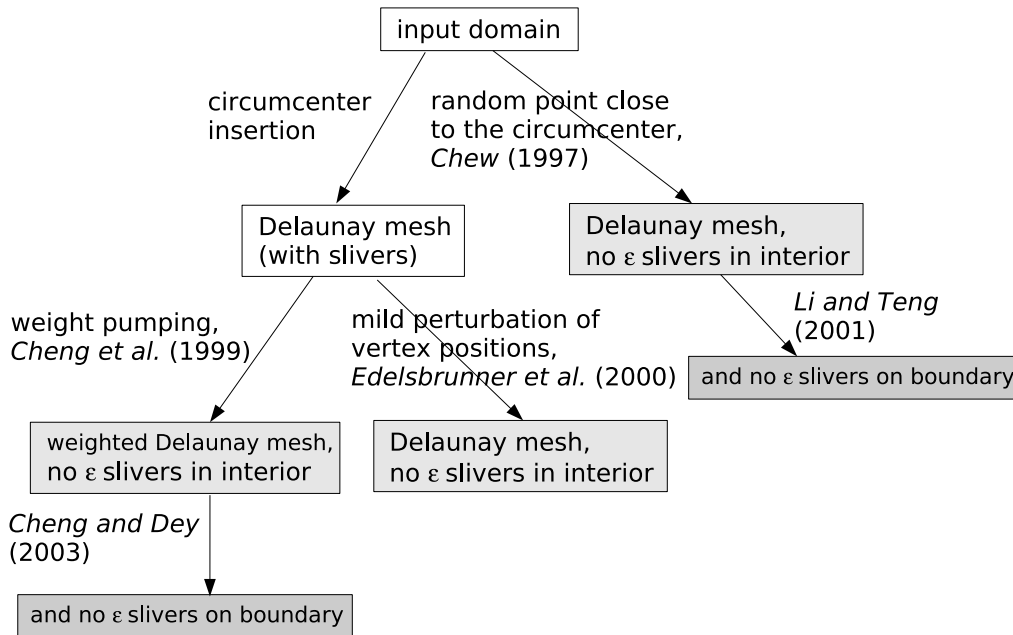 input domain
circumcenter
insertion
random point close
to the circumcenter,
Chew (1997)
Delaunay mesh
(with slivers)
Delaunay mesh,
no ε slivers in interior
weight pumping,
Cheng et al. (1999)
mild perturbation of
vertex positions,
Edelsbrunner et al. (2000)
Li and Teng
(2001)
and no ε slivers on boundary
weighted Delaunay mesh,
no ε slivers in interior
Delaunay mesh,
no ε slivers in interior
Cheng and Dey
(2003)
and no ε slivers on boundary